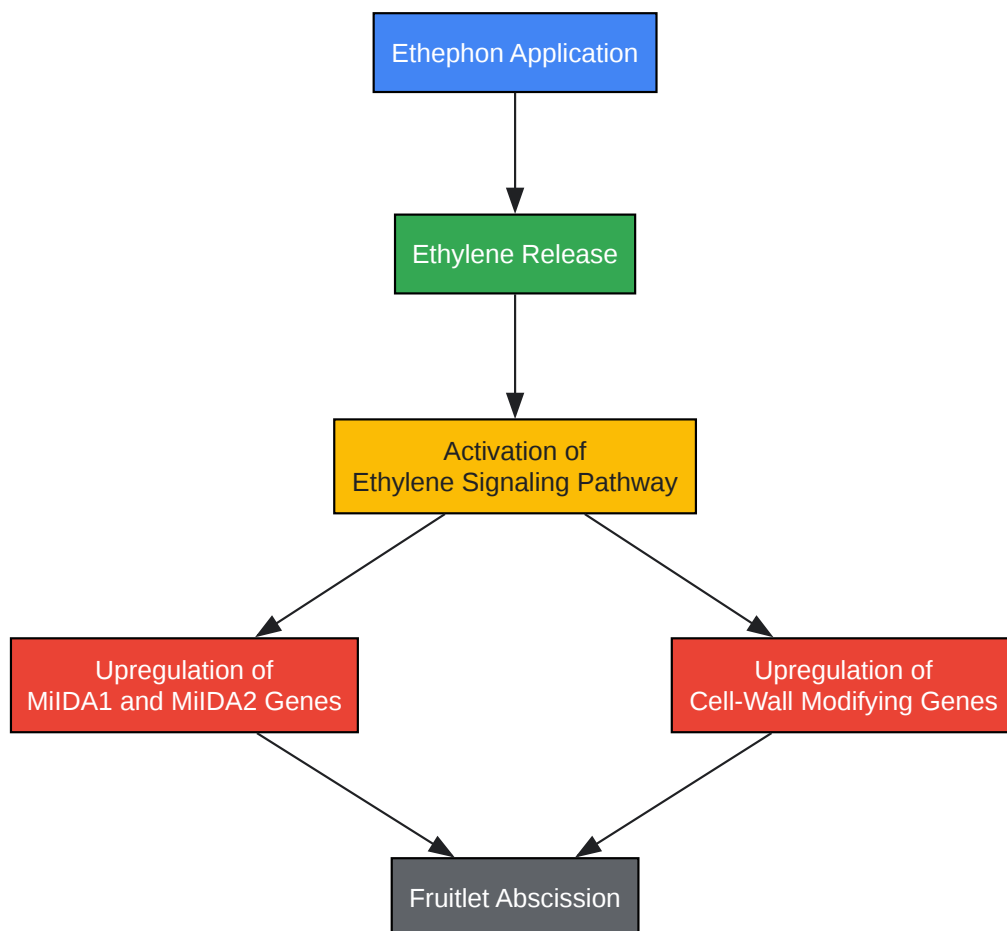 Ethephon Application
Ethylene Release
Activation of
Ethylene Signaling Pathway
Upregulation of
MiIDA1 and MiIDA2 Genes
Upregulation of
Cell-Wall Modifying Genes
Fruitlet Abscission